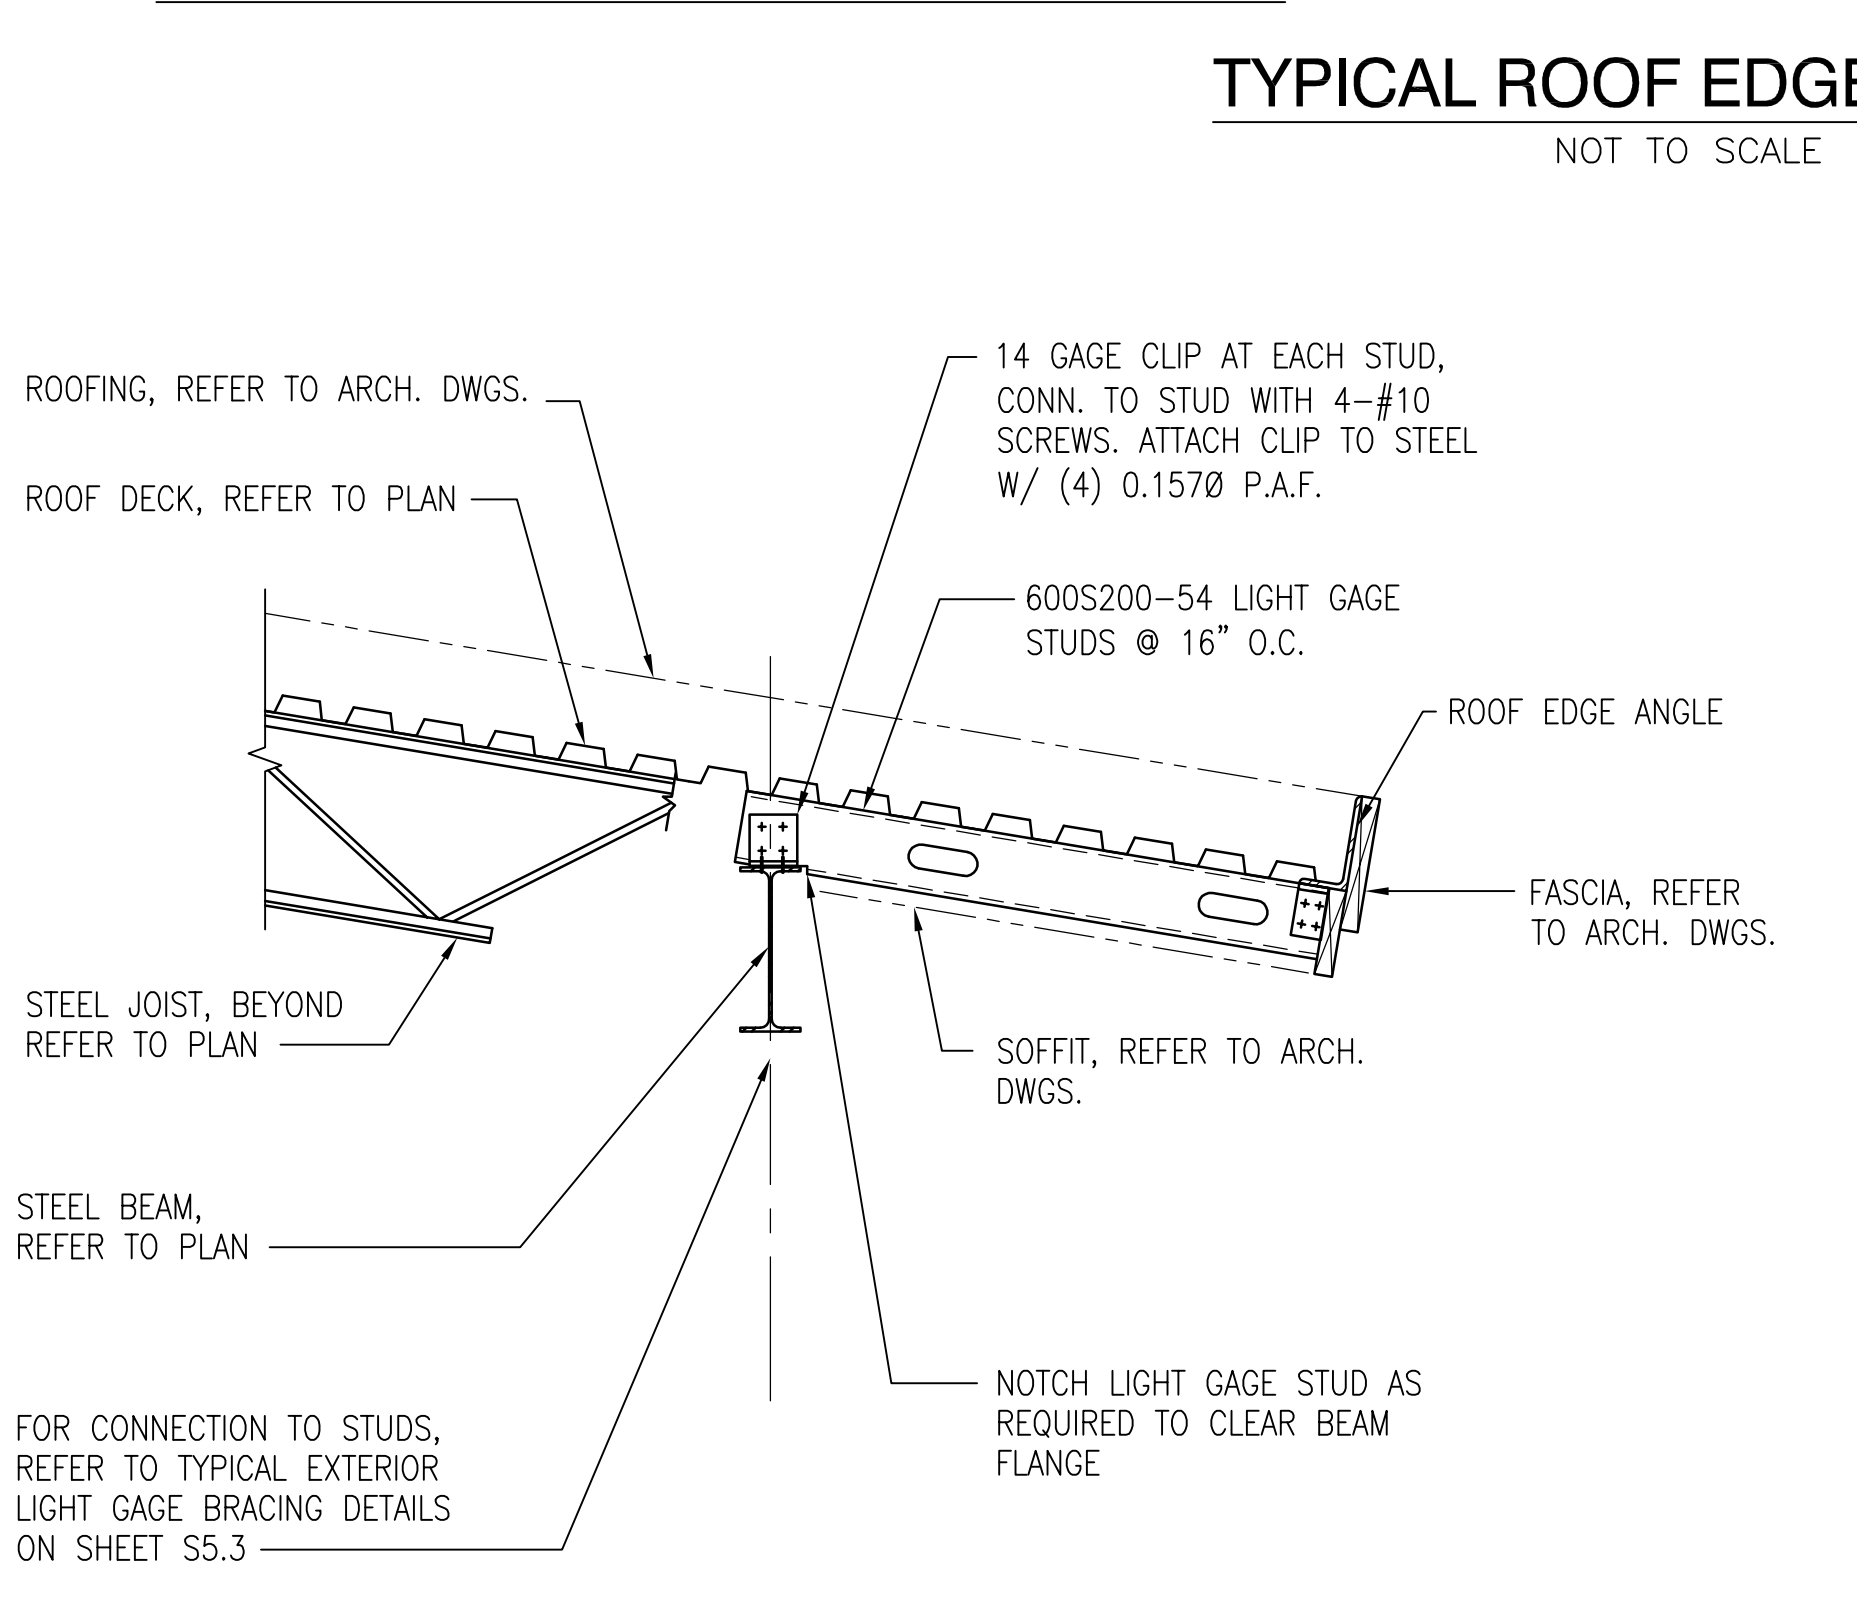 TYPICAL ROOF EDGE
NOT TO SCALE
14 GAGE CLIP AT EACH STUD,
CONN. TO STUD WITH 4-#10
SCREWS. ATTACH CLIP TO STEEL
W/ (4) 0.157Ø P.A.F.
ROOFING, REFER TO ARCH. DWGS.
ROOF DECK, REFER TO PLAN
600S200-54 LIGHT GAGE
STUDS @ 16" O.C.
ROOF EDGE ANGLE
FASCIA, REFER
TO ARCH. DWGS.
STEEL JOIST, BEYOND
REFER TO PLAN
SOFFIT, REFER TO ARCH.
DWGS.
STEEL BEAM,
REFER TO PLAN
NOTCH LIGHT GAGE STUD AS
REQUIRED TO CLEAR BEAM
FLANGE
FOR CONNECTION TO STUDS,
REFER TO TYPICAL EXTERIOR
LIGHT GAGE BRACING DETAILS
ON SHEET S5.3